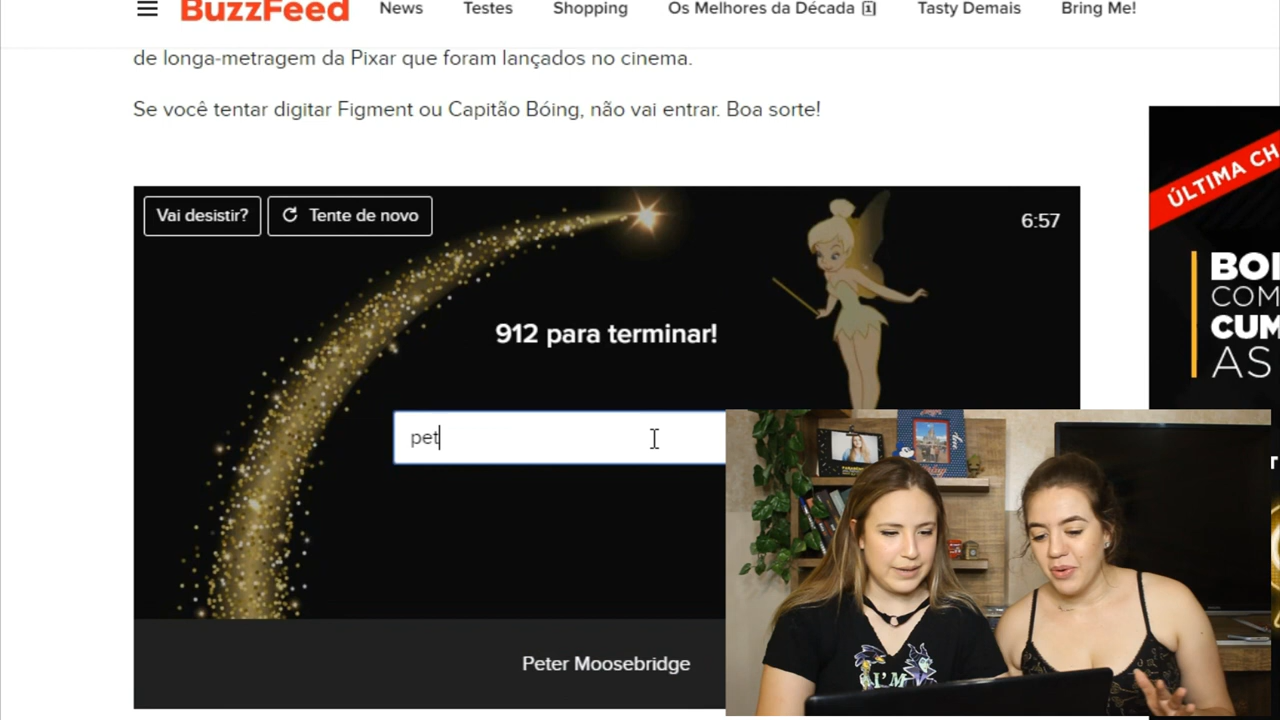 BuzzFeed News Testes Shopping Os Melhores da Década Tasty Demais Bring Me!
de longa-metragem da Pixar que foram lançados no cinema.
Se você tentar digitar Figment ou Capitão Bóing, não vai entrar. Boa sorte!
Vai desistir? Tente de novo
6:57
ÚLTIMA CH
912 para terminar!
BOI
COM
CUM
AS
pet
Peter Moosebridge
I'M